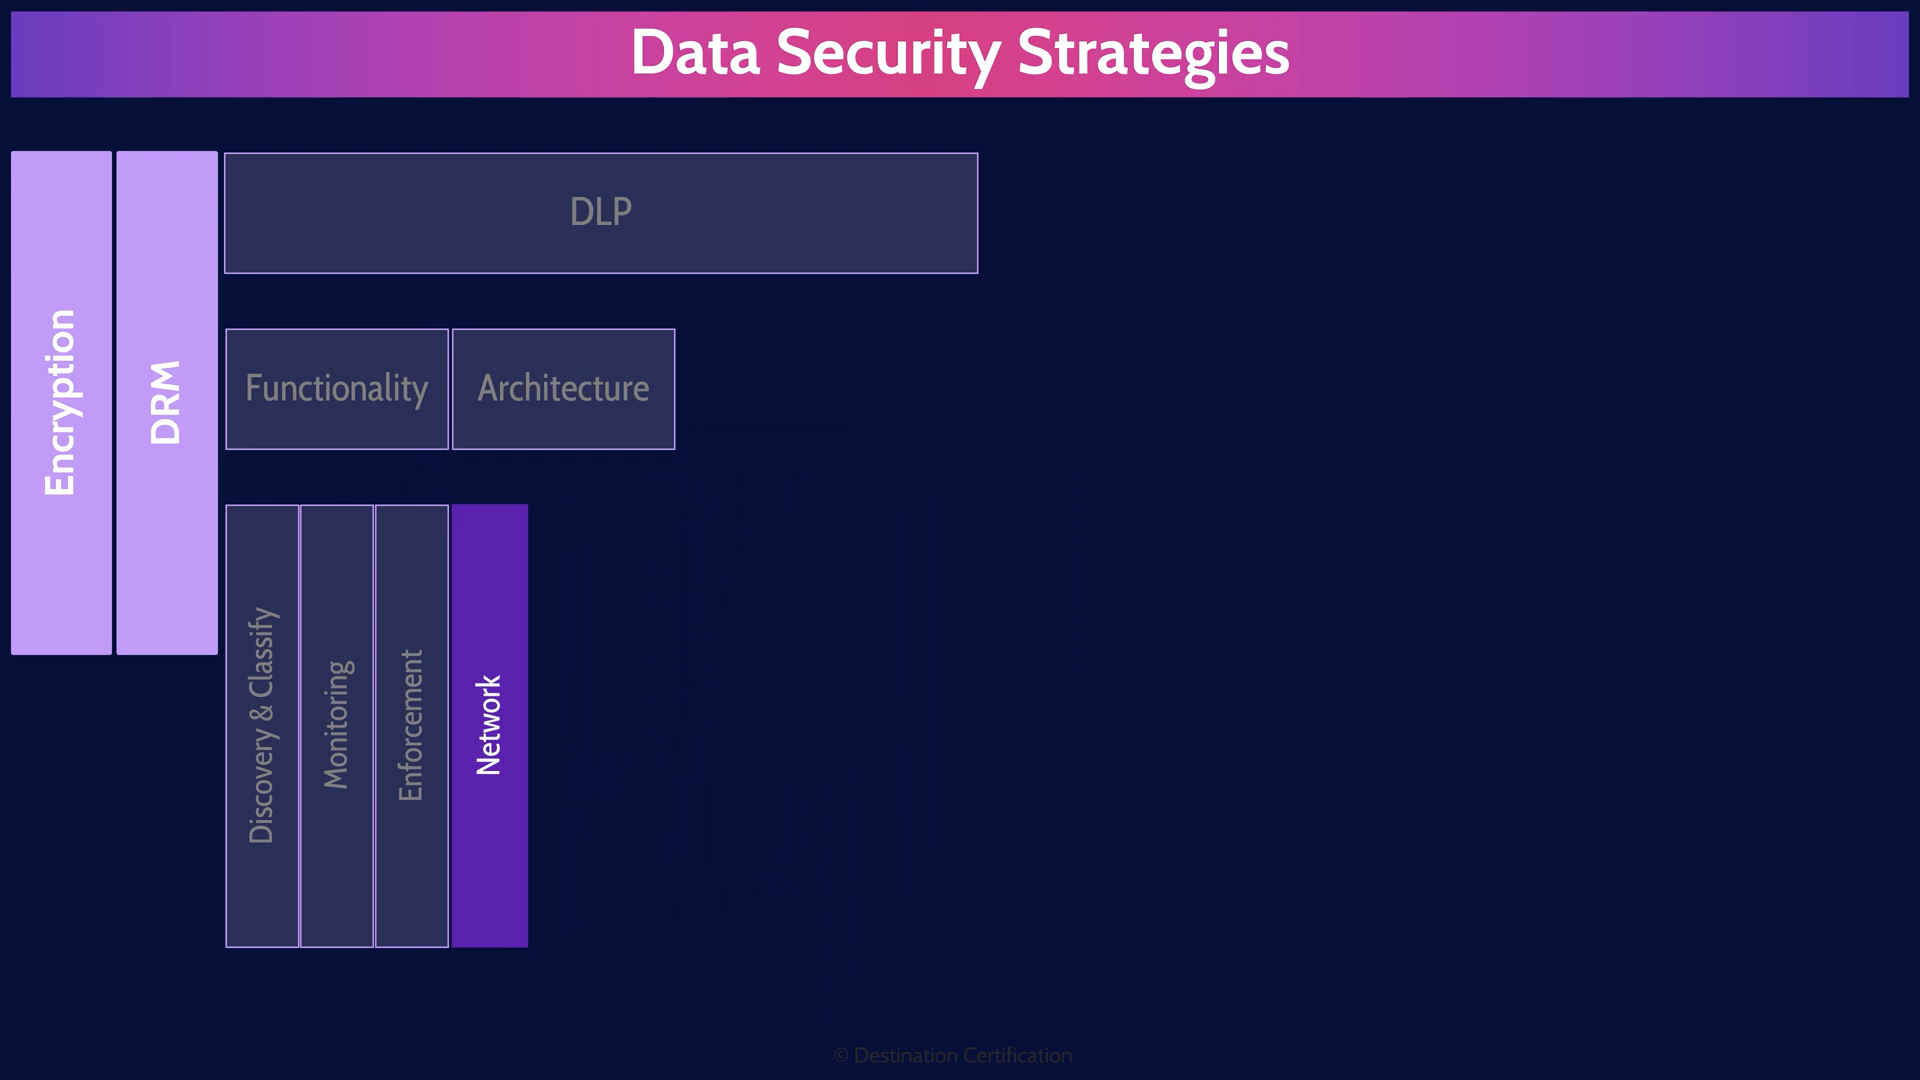 Data Security Strategies
Encryption
DRM
DLP
Functionality
Architecture
Discovery & Classify
Monitoring
Enforcement
Network
© Destination Certification